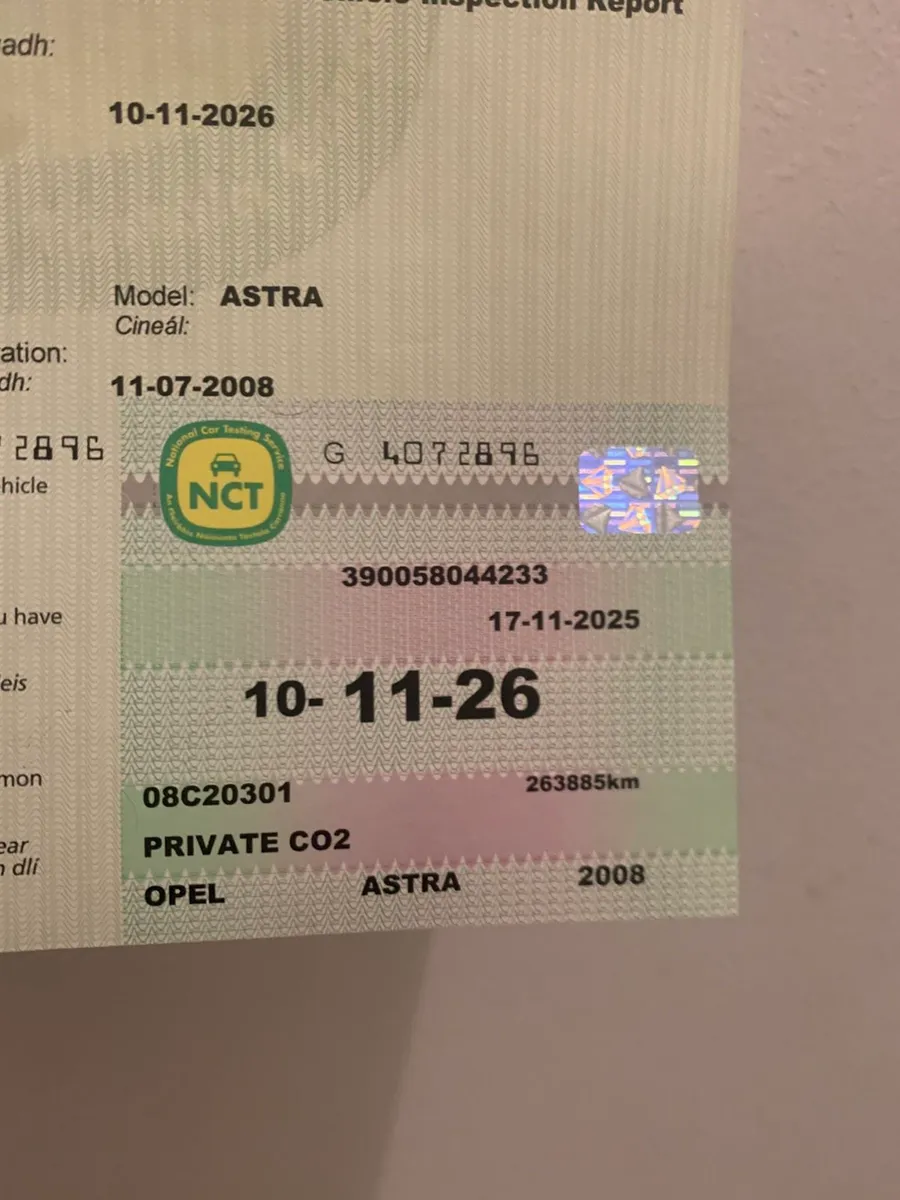 Inspection Report
adh:
10-11-2026
Model: ASTRA
Cineál:
ation:
dh:
11-07-2008
2896
National Car Testing Service
NCT
G 4072896
hicle
390058044233
u have
17-11-2025
eis
10- 11-26
mon
08C20301 263885km
PRIVATE CO2
ear
n dlí
OPEL ASTRA 2008